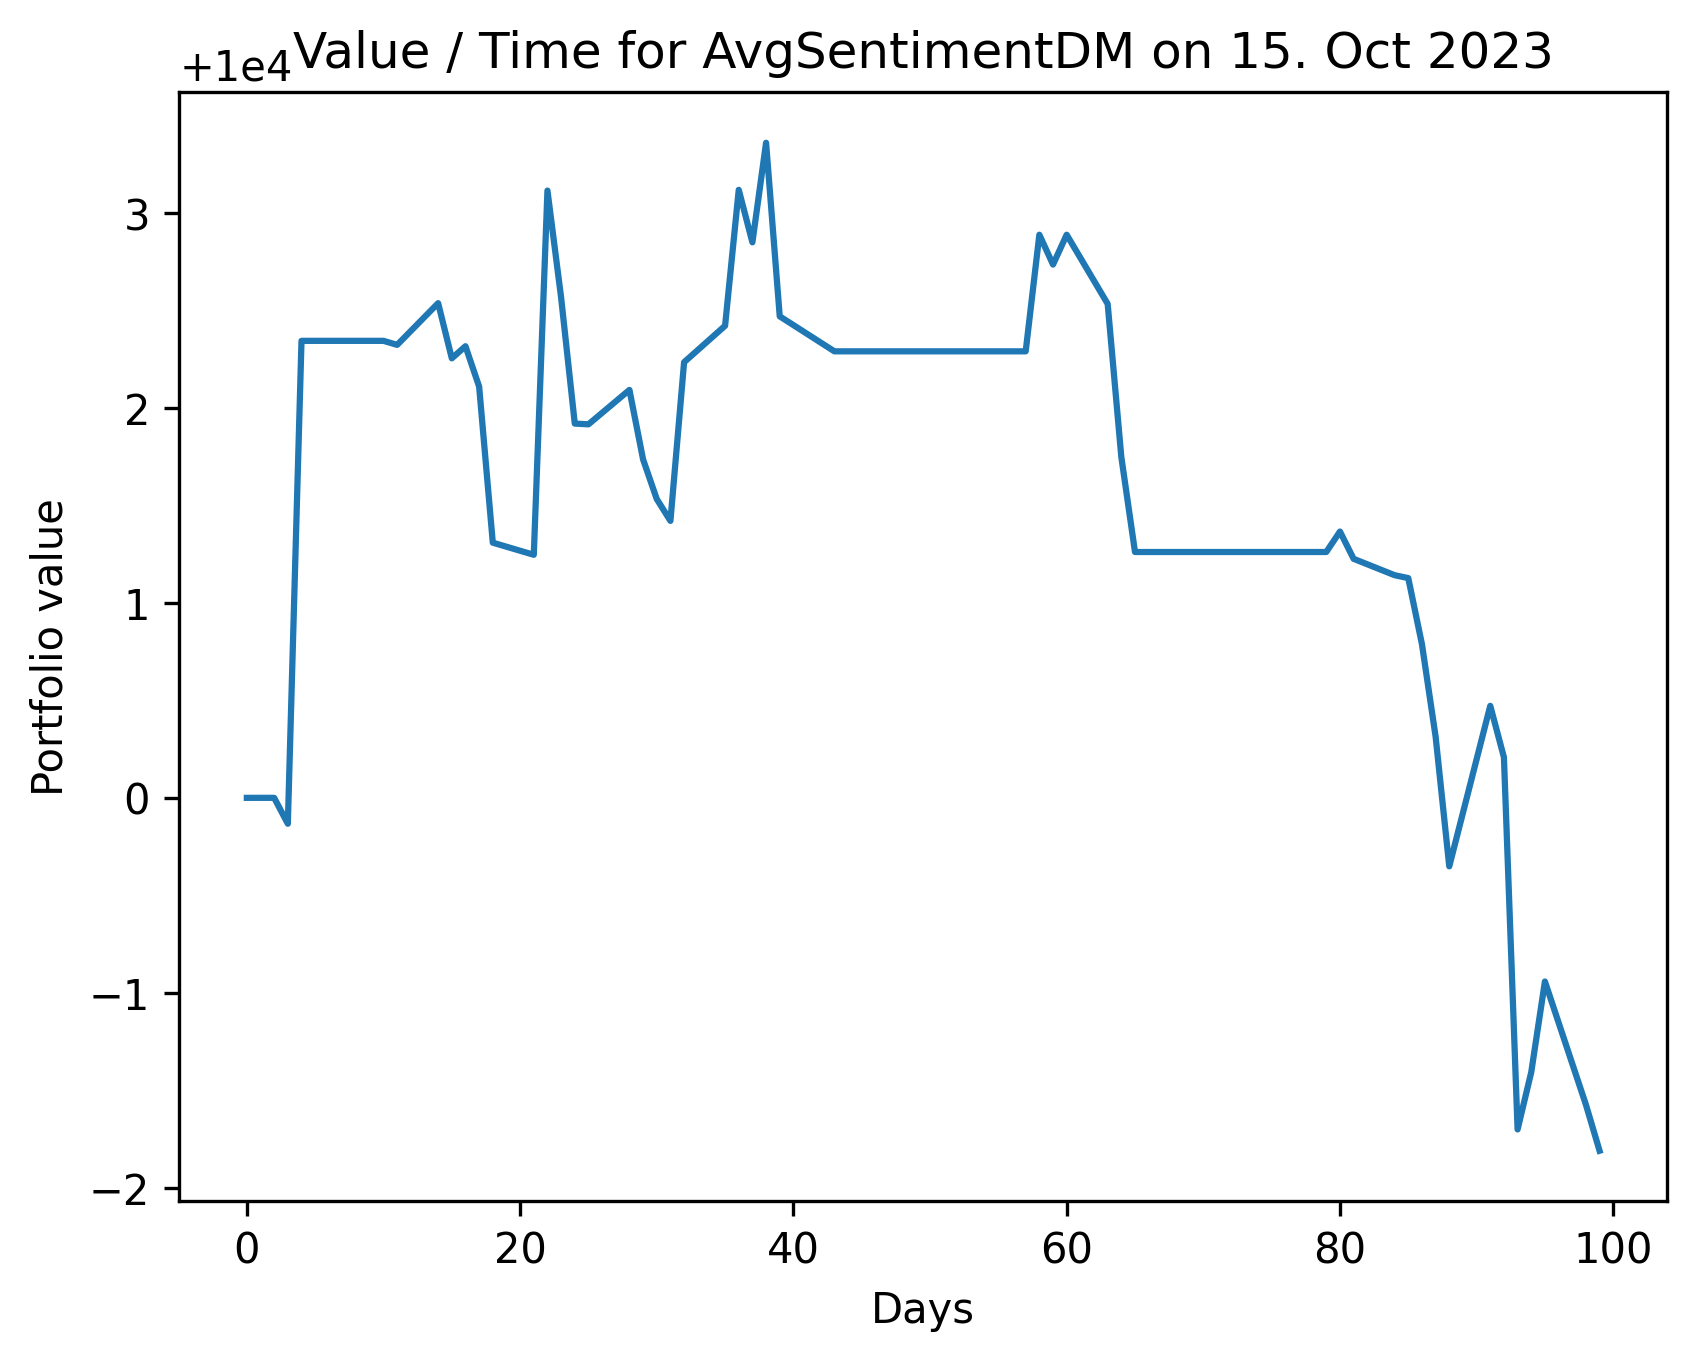 Value / Time for AvgSentimentDM on 15. Oct 2023
+1e4
3
2
1
0
−1
−2
Portfolio value
0 20 40 60 80 100
Days